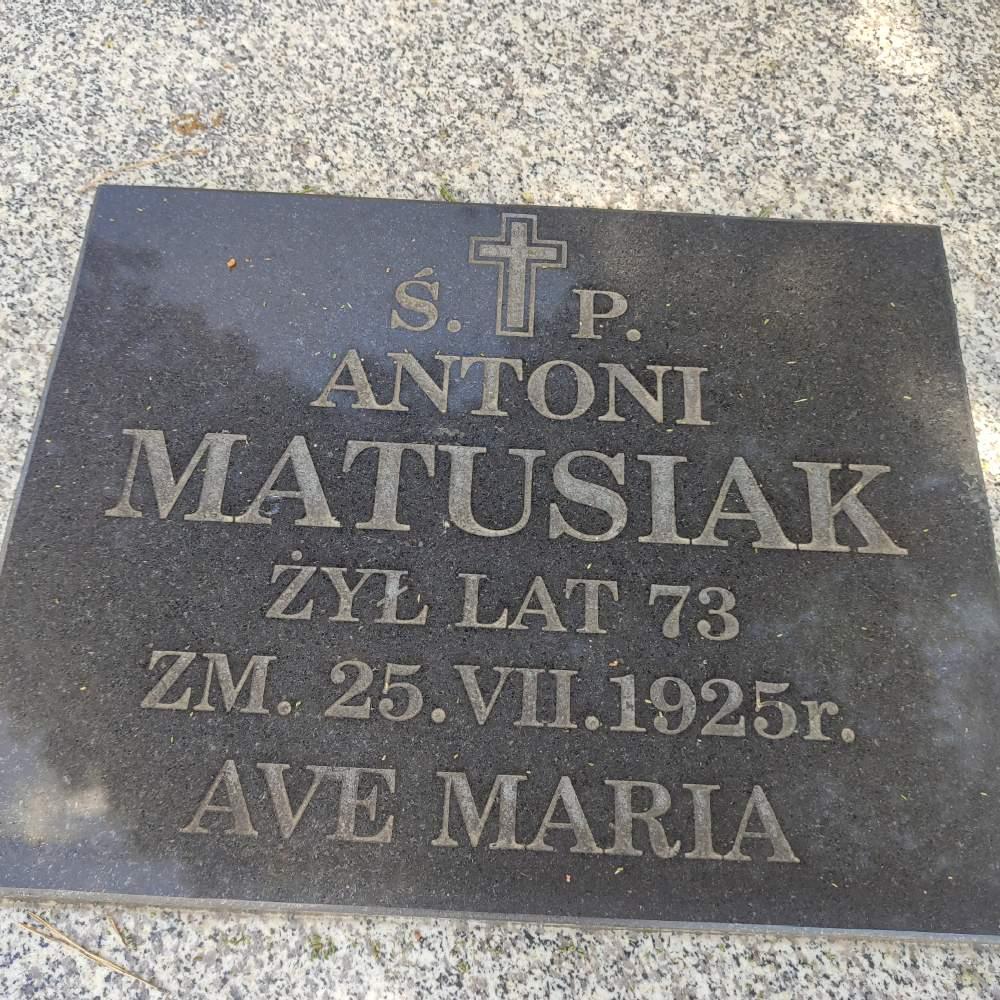 Ś. P.
ANTONI
MATUSIAK
ŻYŁ LAT 73
ZM. 25.VII.1925r.
AVE MARIA